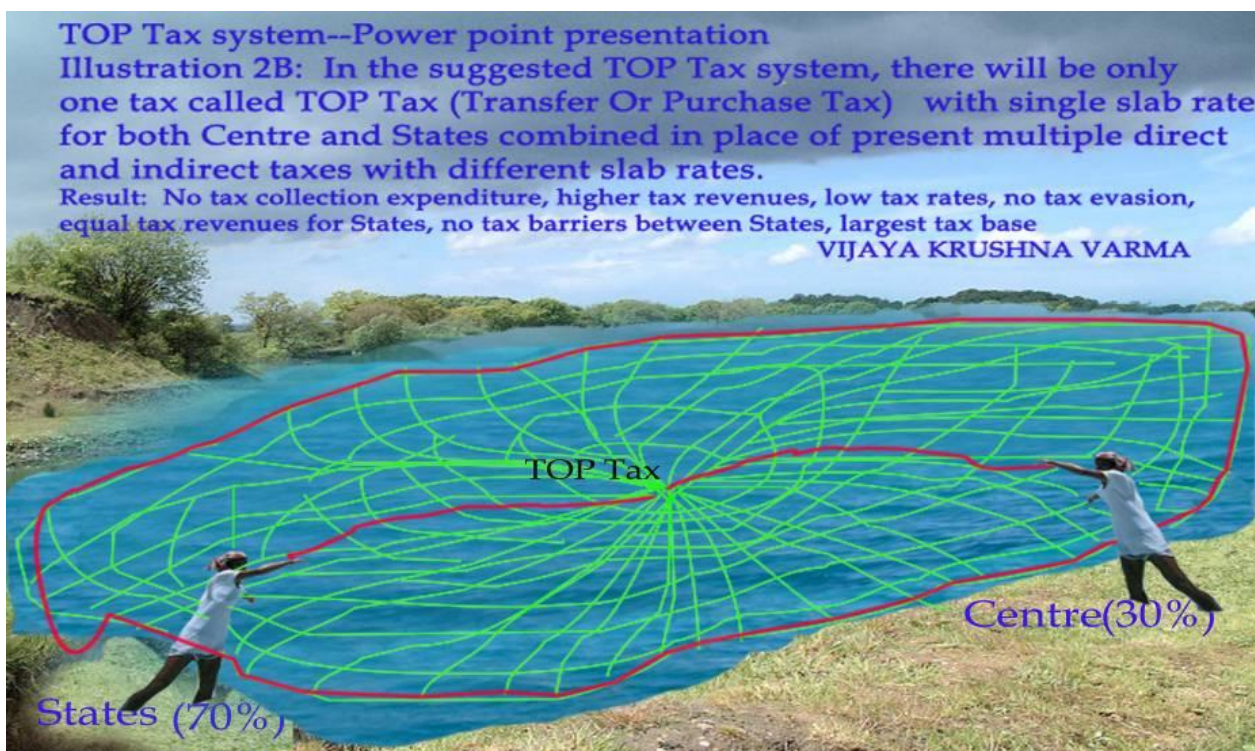 TOP Tax system--Power point presentation
Illustration 2B: In the suggested TOP Tax system, there will be only
one tax called TOP Tax (Transfer Or Purchase Tax) with single slab rate
for both Centre and States combined in place of present multiple direct
and indirect taxes with different slab rates.
Result: No tax collection expenditure, higher tax revenues, low tax rates, no tax evasion,
equal tax revenues for States, no tax barriers between States, largest tax base
VIJAYA KRUSHNA VARMA
TOP Tax
Centre(30%)
States (70%)